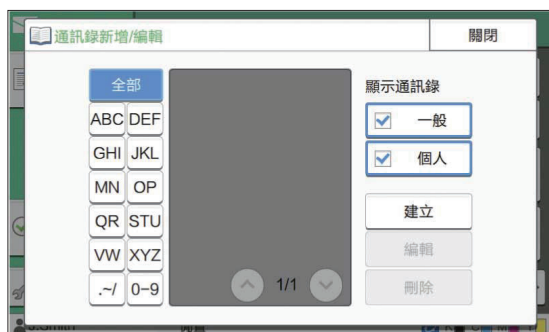 通訊錄新增/編輯
關閉
全部
ABC DEF
GHI JKL
MN OP
QR STU
VW XYZ
.~/ 0-9
1/1
顯示通訊錄
一般
個人
建立
編輯
刪除
J.Smith